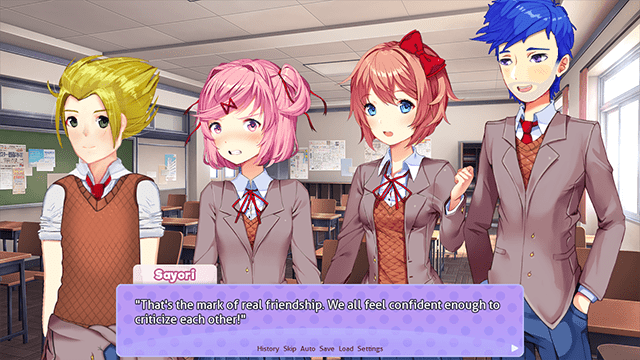 Sayori
"That's the mark of real friendship. We all feel confident enough to
criticize each other!"
History Skip Auto Save Load Settings